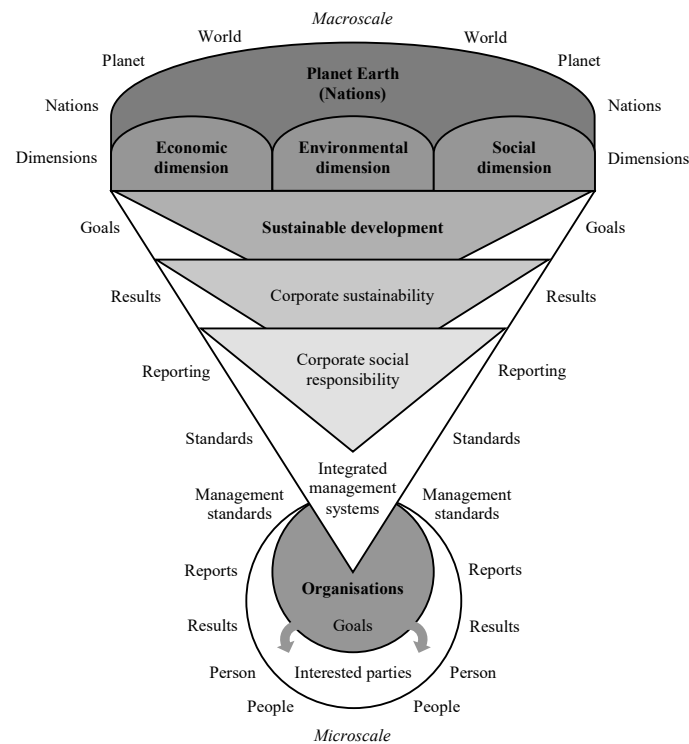 Macroscale
World
World
Planet
Planet
Planet Earth
(Nations)
Nations
Nations
Economic
dimension
Environmental
dimension
Social
dimension
Dimensions
Dimensions
Goals
Sustainable development
Goals
Results
Corporate sustainability
Results
Reporting
Corporate social
responsibility
Reporting
Standards
Standards
Integrated
management
systems
Management
standards
Management
standards
Reports
Reports
Organisations
Results
Goals
Results
Person
Interested parties
Person
People
People
Microscale